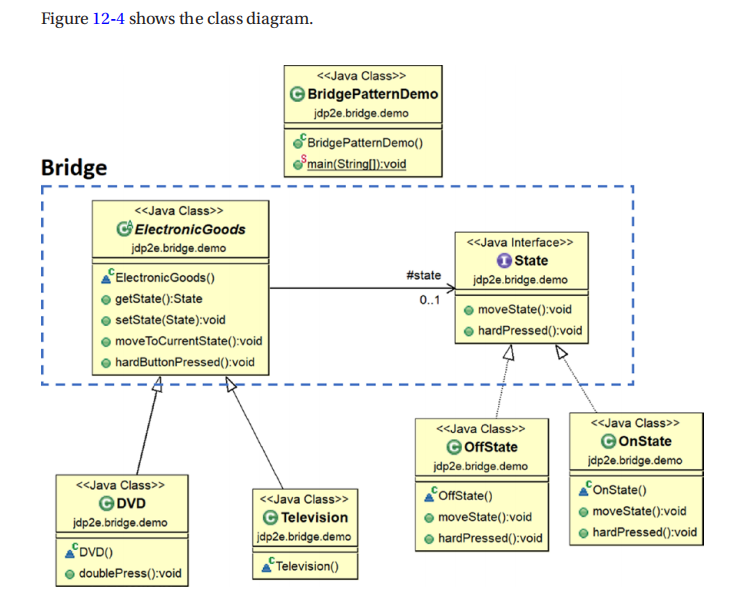 Figure 12-4 shows the class diagram.
<<Java Class>>
BridgePatternDemo
jdp2e.bridge.demo
BridgePatternDemo()
main(String[]):void
Bridge
<<Java Class>>
ElectronicGoods
jdp2e.bridge.demo
ElectronicGoods()
getState():State
setState(State):void
moveToCurrentState():void
hardButtonPressed():void
#state
0..1
<<Java Interface>>
State
jdp2e.bridge.demo
moveState():void
hardPressed():void
<<Java Class>>
DVD
jdp2e.bridge.demo
DVD()
doublePress():void
<<Java Class>>
Television
jdp2e.bridge.demo
Television()
<<Java Class>>
OffState
jdp2e.bridge.demo
OffState()
moveState():void
hardPressed():void
<<Java Class>>
OnState
jdp2e.bridge.demo
OnState()
moveState():void
hardPressed():void